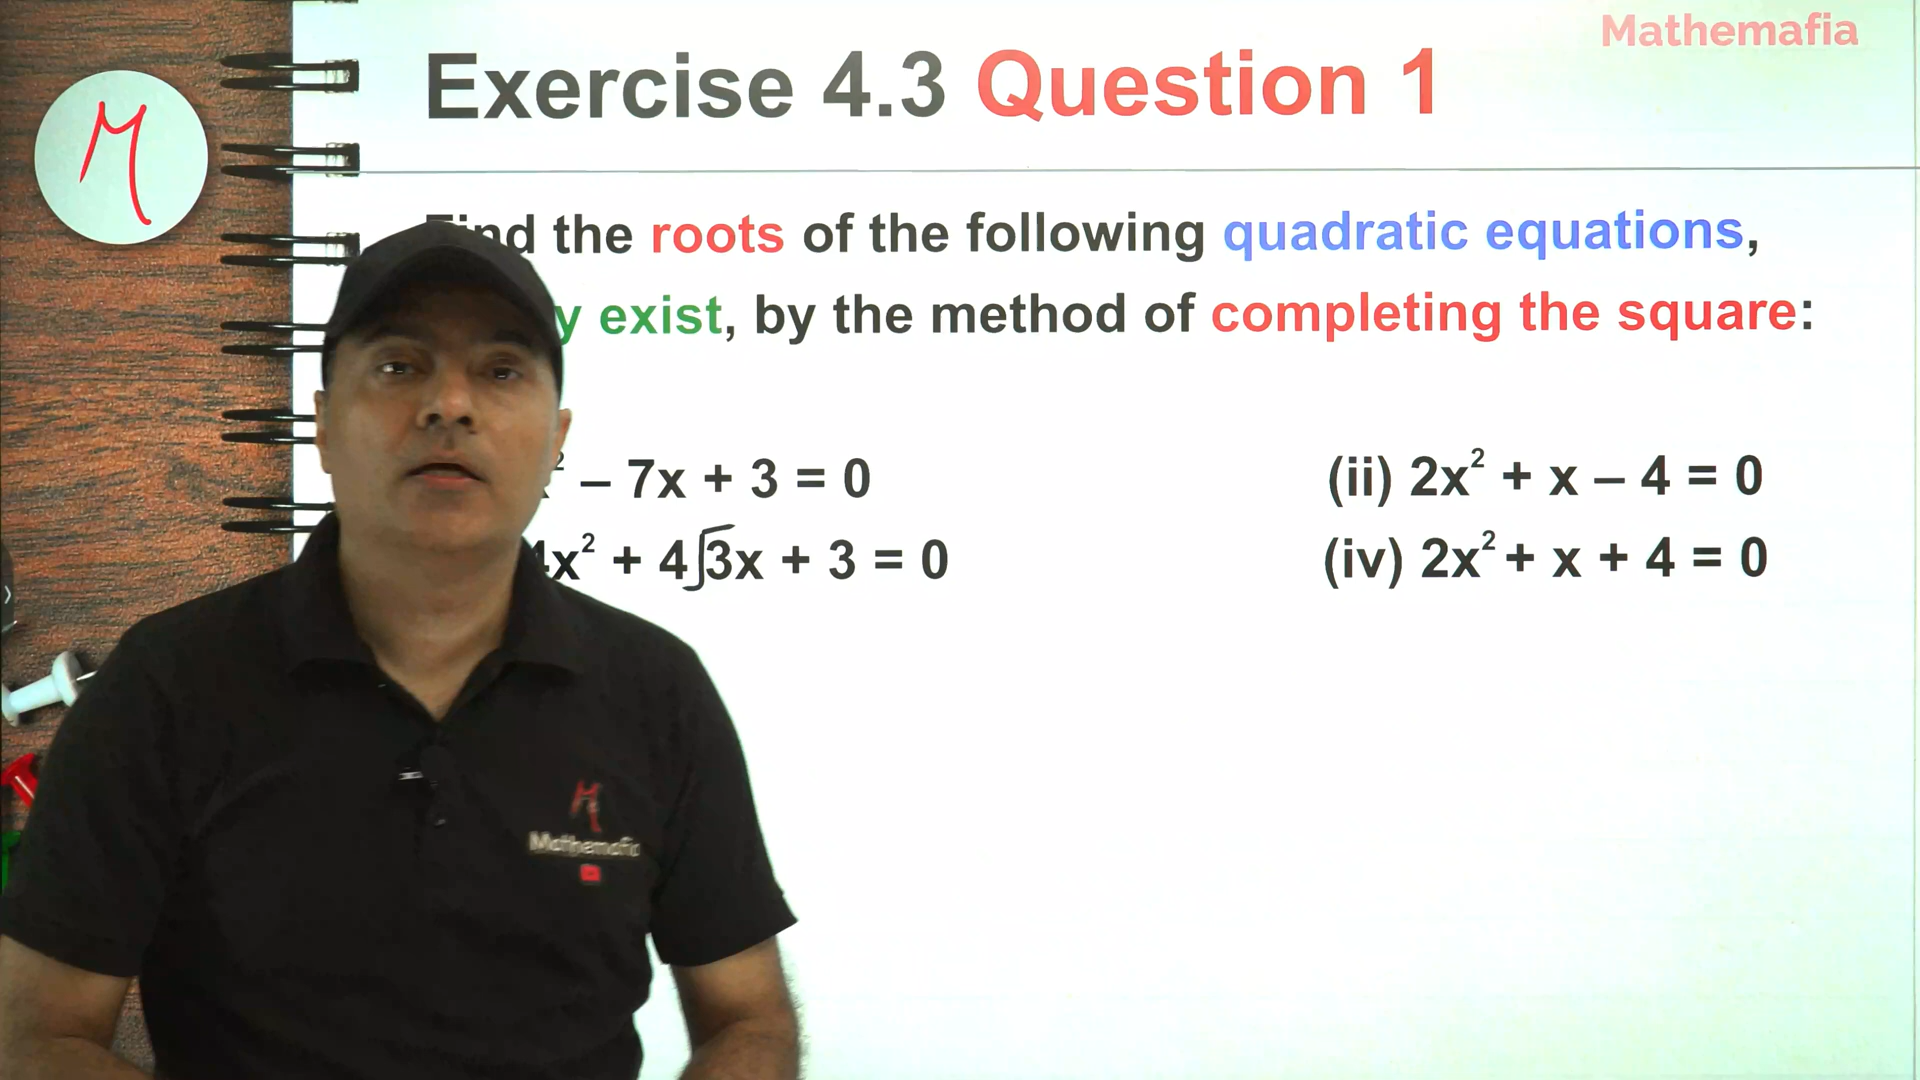 Mathemafia
Exercise 4.3 Question 1
M
the roots of the following quadratic equations,
exist, by the method of completing the square:
– 7x + 3 = 0
(ii) 2x² + x – 4 = 0
4x² + 4√3x + 3 = 0
(iv) 2x² + x + 4 = 0
M
Mathemafia